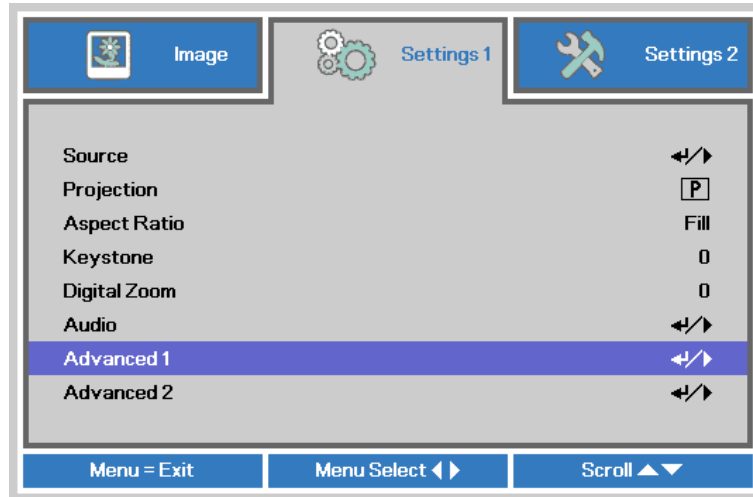 Image
Settings 1
Settings 2
Source
Projection P
Aspect Ratio Fill
Keystone 0
Digital Zoom 0
Audio
Advanced 1
Advanced 2
Menu = Exit
Menu Select
Scroll